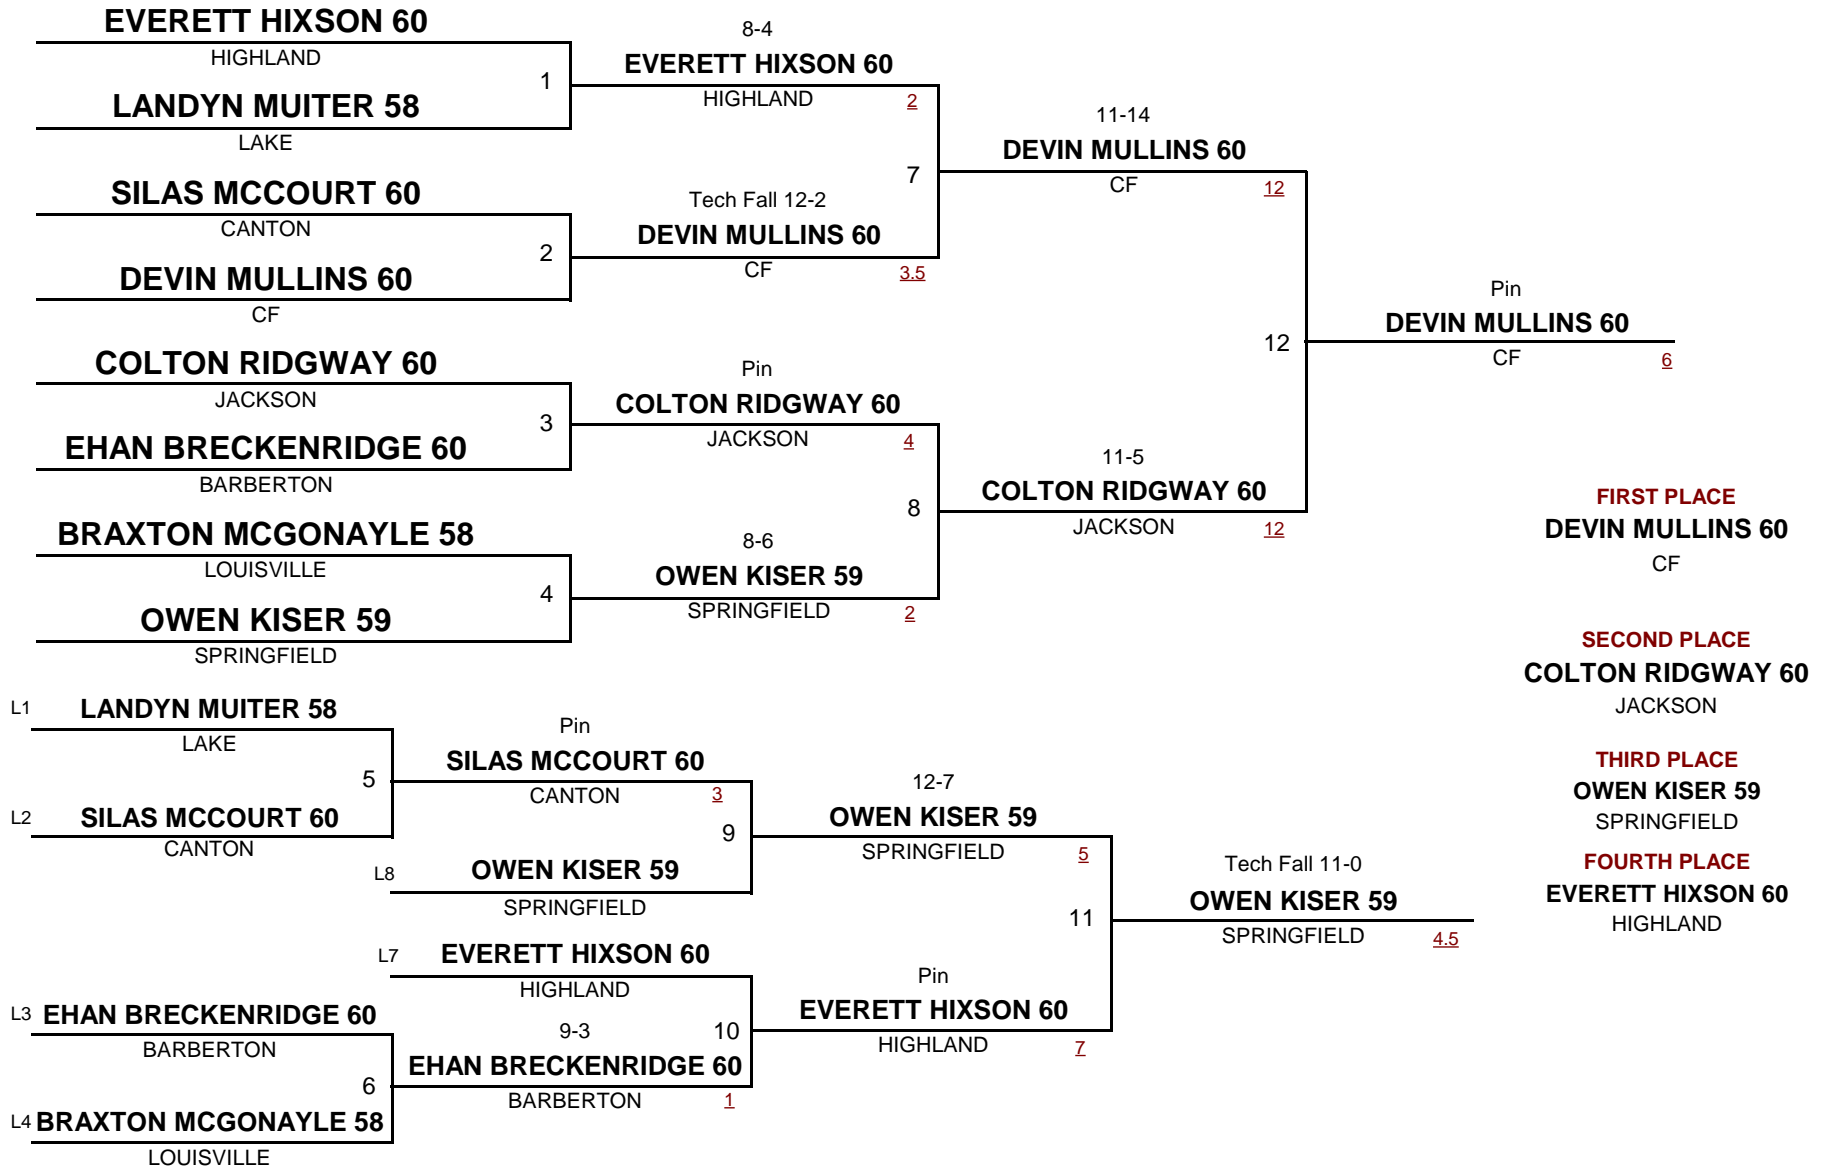 EVERETT HIXSON 60
HIGHLAND
1
LANDYN MUITER 58
LAKE
8-4
EVERETT HIXSON 60
HIGHLAND 2
SILAS MCCOURT 60
CANTON
2
DEVIN MULLINS 60
CF
7
Tech Fall 12-2
DEVIN MULLINS 60
CF 3.5
11-14
DEVIN MULLINS 60
CF 12
COLTON RIDGWAY 60
JACKSON
3
EHAN BRECKENRIDGE 60
BARBERTON
Pin
COLTON RIDGWAY 60
JACKSON 4
BRAXTON MCGONAYLE 58
LOUISVILLE
4
OWEN KISER 59
SPRINGFIELD
8
8-6
OWEN KISER 59
SPRINGFIELD 2
11-5
COLTON RIDGWAY 60
JACKSON 12
12
Pin
DEVIN MULLINS 60
CF 6
FIRST PLACE
DEVIN MULLINS 60
CF
SECOND PLACE
COLTON RIDGWAY 60
JACKSON
THIRD PLACE
OWEN KISER 59
SPRINGFIELD
FOURTH PLACE
EVERETT HIXSON 60
HIGHLAND
L1 LANDYN MUITER 58
LAKE
5
L2 SILAS MCCOURT 60
CANTON
Pin
SILAS MCCOURT 60
CANTON 3
9
L8 OWEN KISER 59
SPRINGFIELD
12-7
OWEN KISER 59
SPRINGFIELD 5
L7 EVERETT HIXSON 60
HIGHLAND
10
L3 EHAN BRECKENRIDGE 60
BARBERTON
6
L4 BRAXTON MCGONAYLE 58
LOUISVILLE
9-3
EHAN BRECKENRIDGE 60
BARBERTON 1
Pin
EVERETT HIXSON 60
HIGHLAND 7
11
Tech Fall 11-0
OWEN KISER 59
SPRINGFIELD 4.5